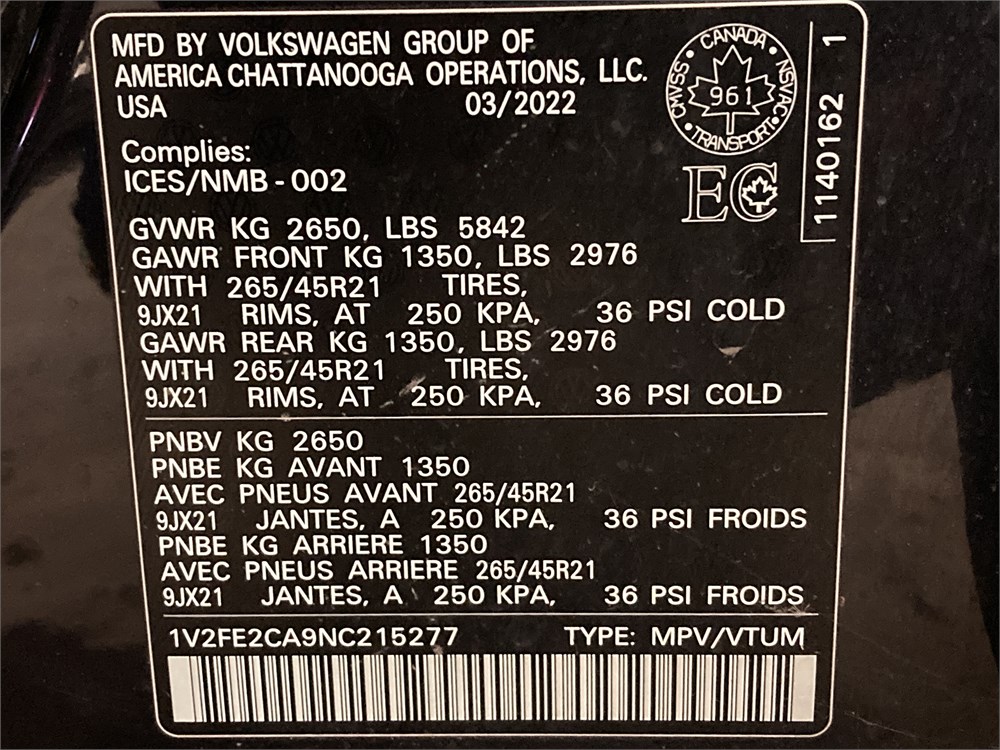 MFD BY VOLKSWAGEN GROUP OF
AMERICA CHATTANOOGA OPERATIONS, LLC.
USA 03/2022
CANADA
CMVSS 961 NSVAC
TRANSPORT
1140162 1
Complies:
ICES/NMB-002
EC
GVWR KG 2650, LBS 5842
GAWR FRONT KG 1350, LBS 2976
WITH 265/45R21 TIRES,
9JX21 RIMS, AT 250 KPA, 36 PSI COLD
GAWR REAR KG 1350, LBS 2976
WITH 265/45R21 TIRES,
9JX21 RIMS, AT 250 KPA, 36 PSI COLD
PNBV KG 2650
PNBE KG AVANT 1350
AVEC PNEUS AVANT 265/45R21
9JX21 JANTES, A 250 KPA, 36 PSI FROIDS
PNBE KG ARRIERE 1350
AVEC PNEUS ARRIERE 265/45R21
9JX21 JANTES, A 250 KPA, 36 PSI FROIDS
1V2FE2CA9NC215277 TYPE: MPV/VTUM